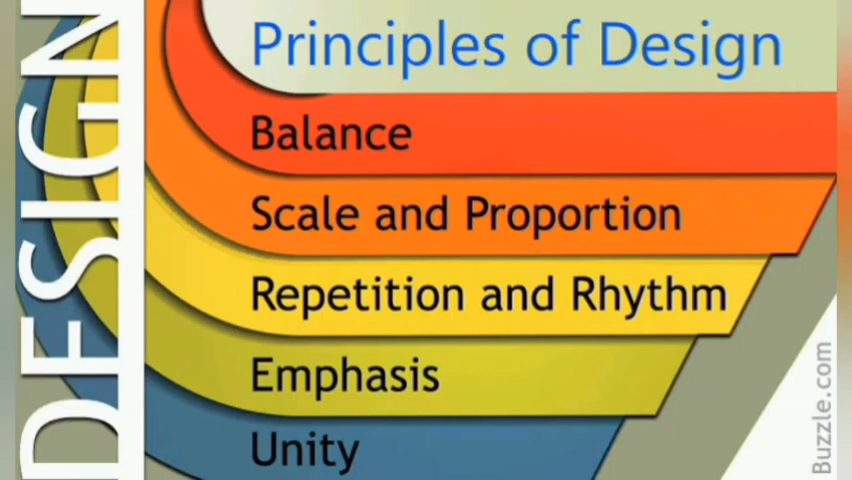 DESIGN
Principles of Design
Balance
Scale and Proportion
Repetition and Rhythm
Emphasis
Unity
Buzzle.com